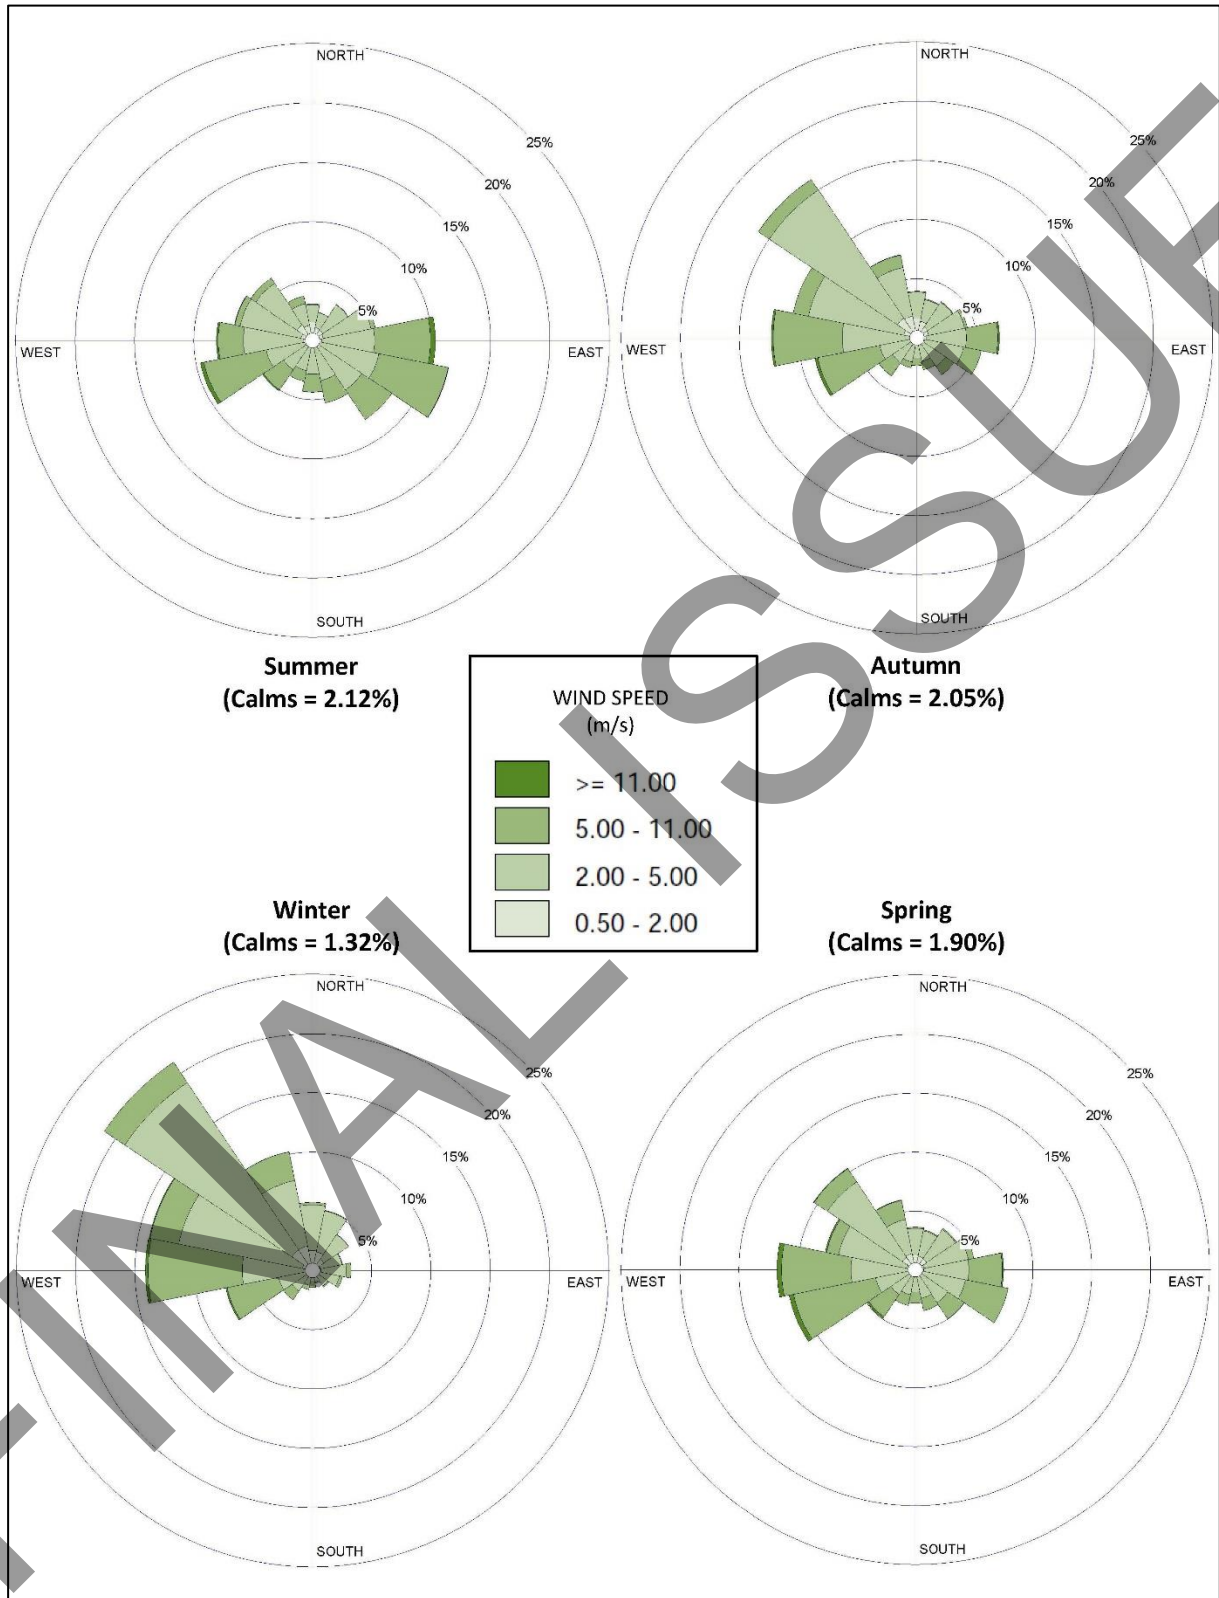 NORTH
25%
20%
15%
10%
5%
WEST
EAST
SOUTH
Summer
(Calms = 2.12%)
NORTH
25%
20%
15%
10%
5%
WEST
EAST
SOUTH
Autumn
(Calms = 2.05%)
WIND SPEED
(m/s)
>= 11.00
5.00 - 11.00
2.00 - 5.00
0.50 - 2.00
Winter
(Calms = 1.32%)
NORTH
25%
20%
15%
10%
5%
WEST
EAST
SOUTH
Spring
(Calms = 1.90%)
NORTH
25%
20%
15%
10%
5%
WEST
EAST
SOUTH
FINAL ISSUE